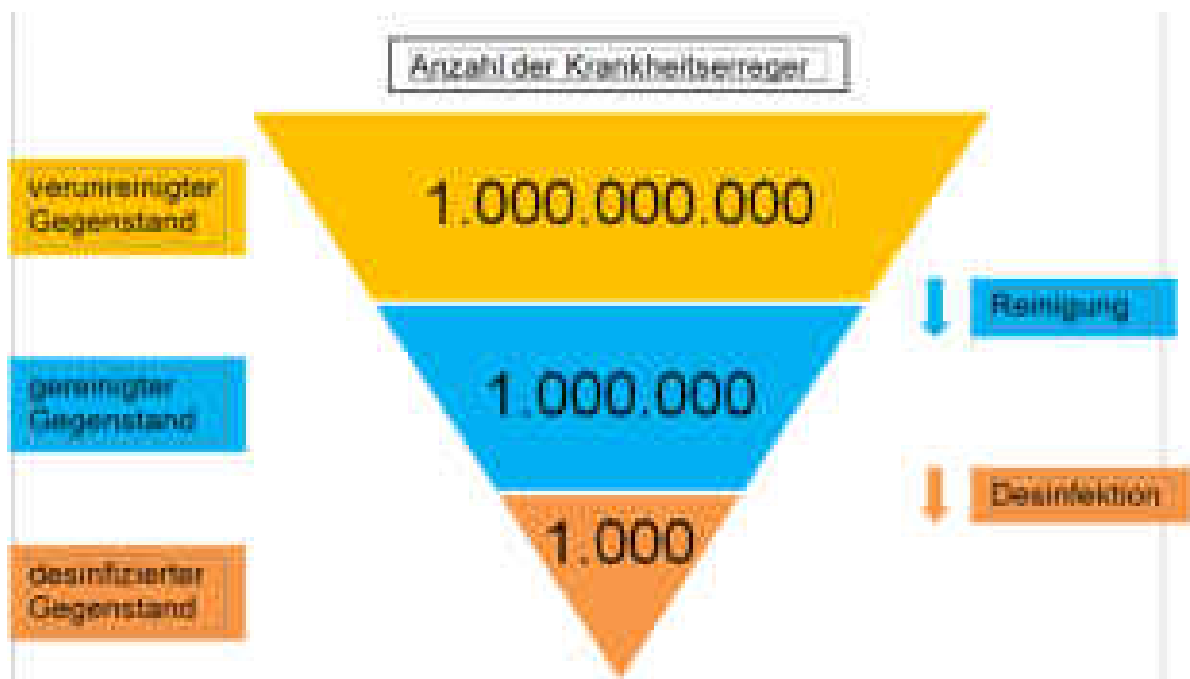 Anzahl der Krankheitserreger
verunreinigter
Gegenstand
1.000.000.000
Reinigung
gereinigter
Gegenstand
1.000.000
Desinfektion
desinfizierter
Gegenstand
1.000